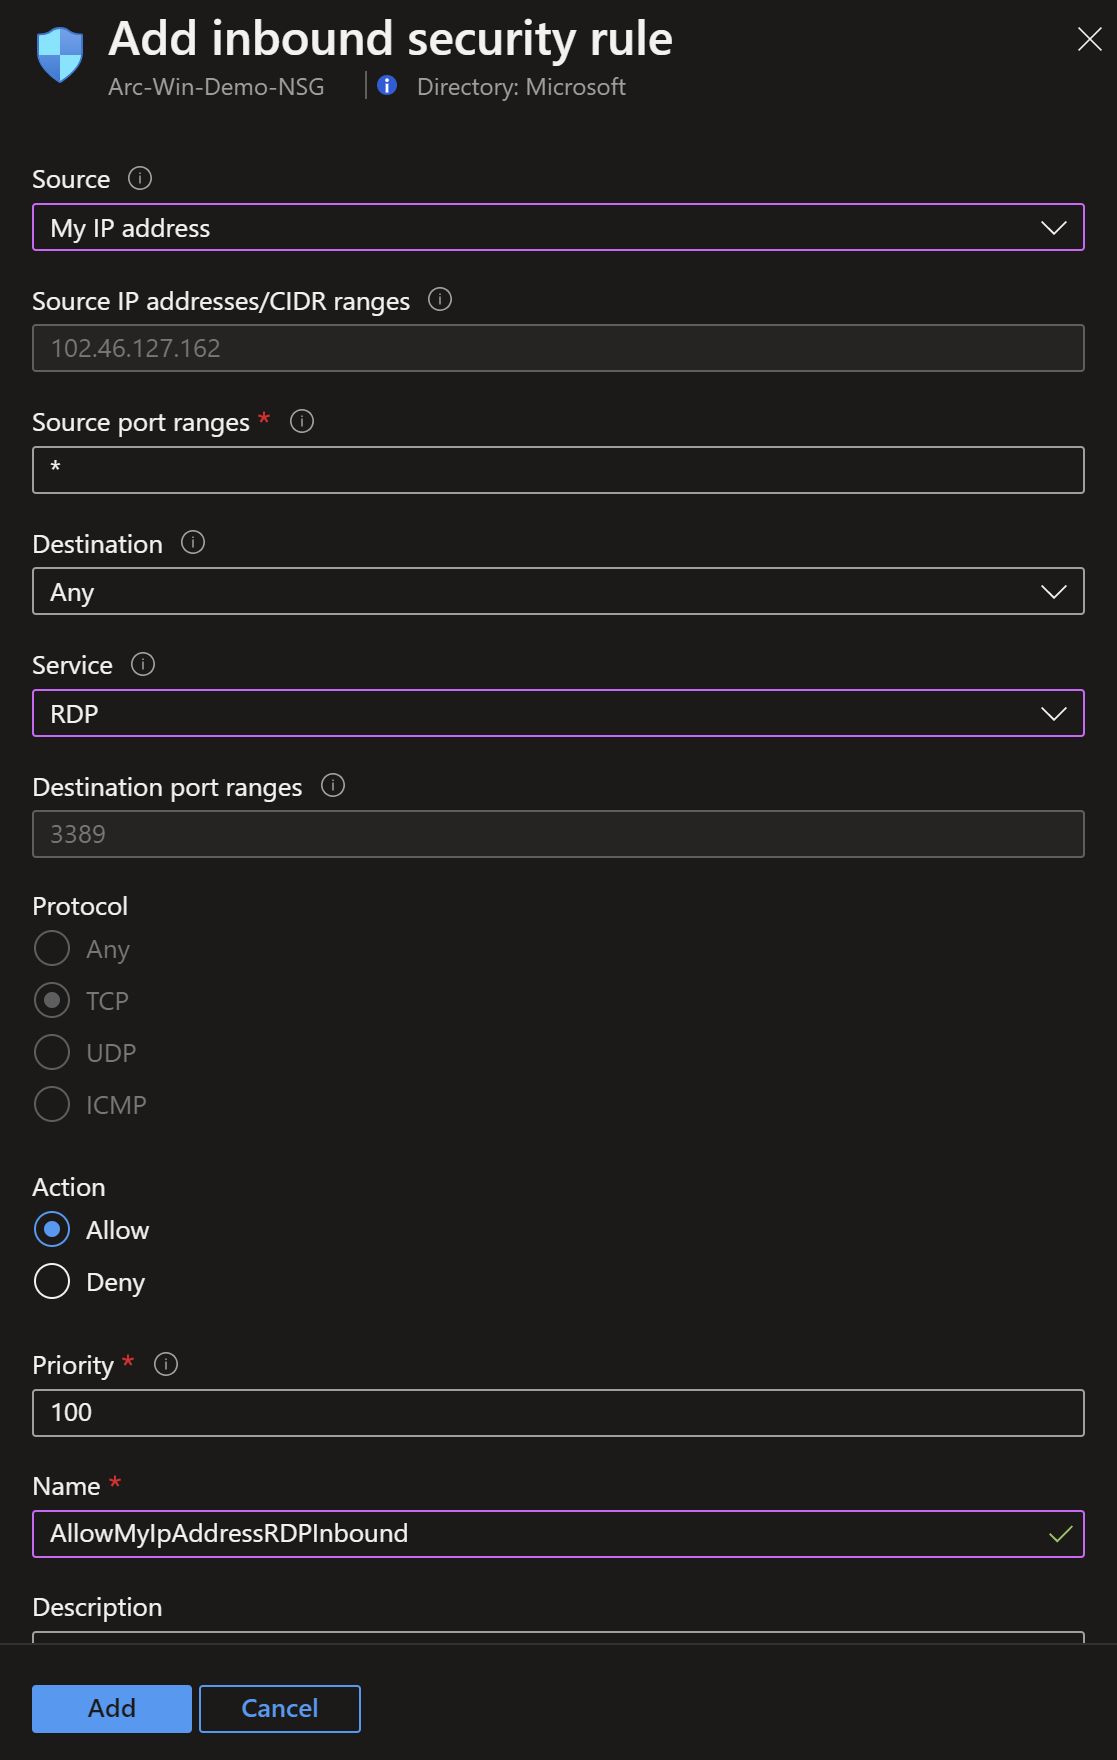 Add inbound security rule
Arc-Win-Demo-NSG
Directory: Microsoft
Source
My IP address
Source IP addresses/CIDR ranges
102.46.127.162
Source port ranges *
*
Destination
Any
Service
RDP
Destination port ranges
3389
Protocol
Any
TCP
UDP
ICMP
Action
Allow
Deny
Priority *
100
Name *
AllowMyIpAddressRDPInbound
Description
Add
Cancel